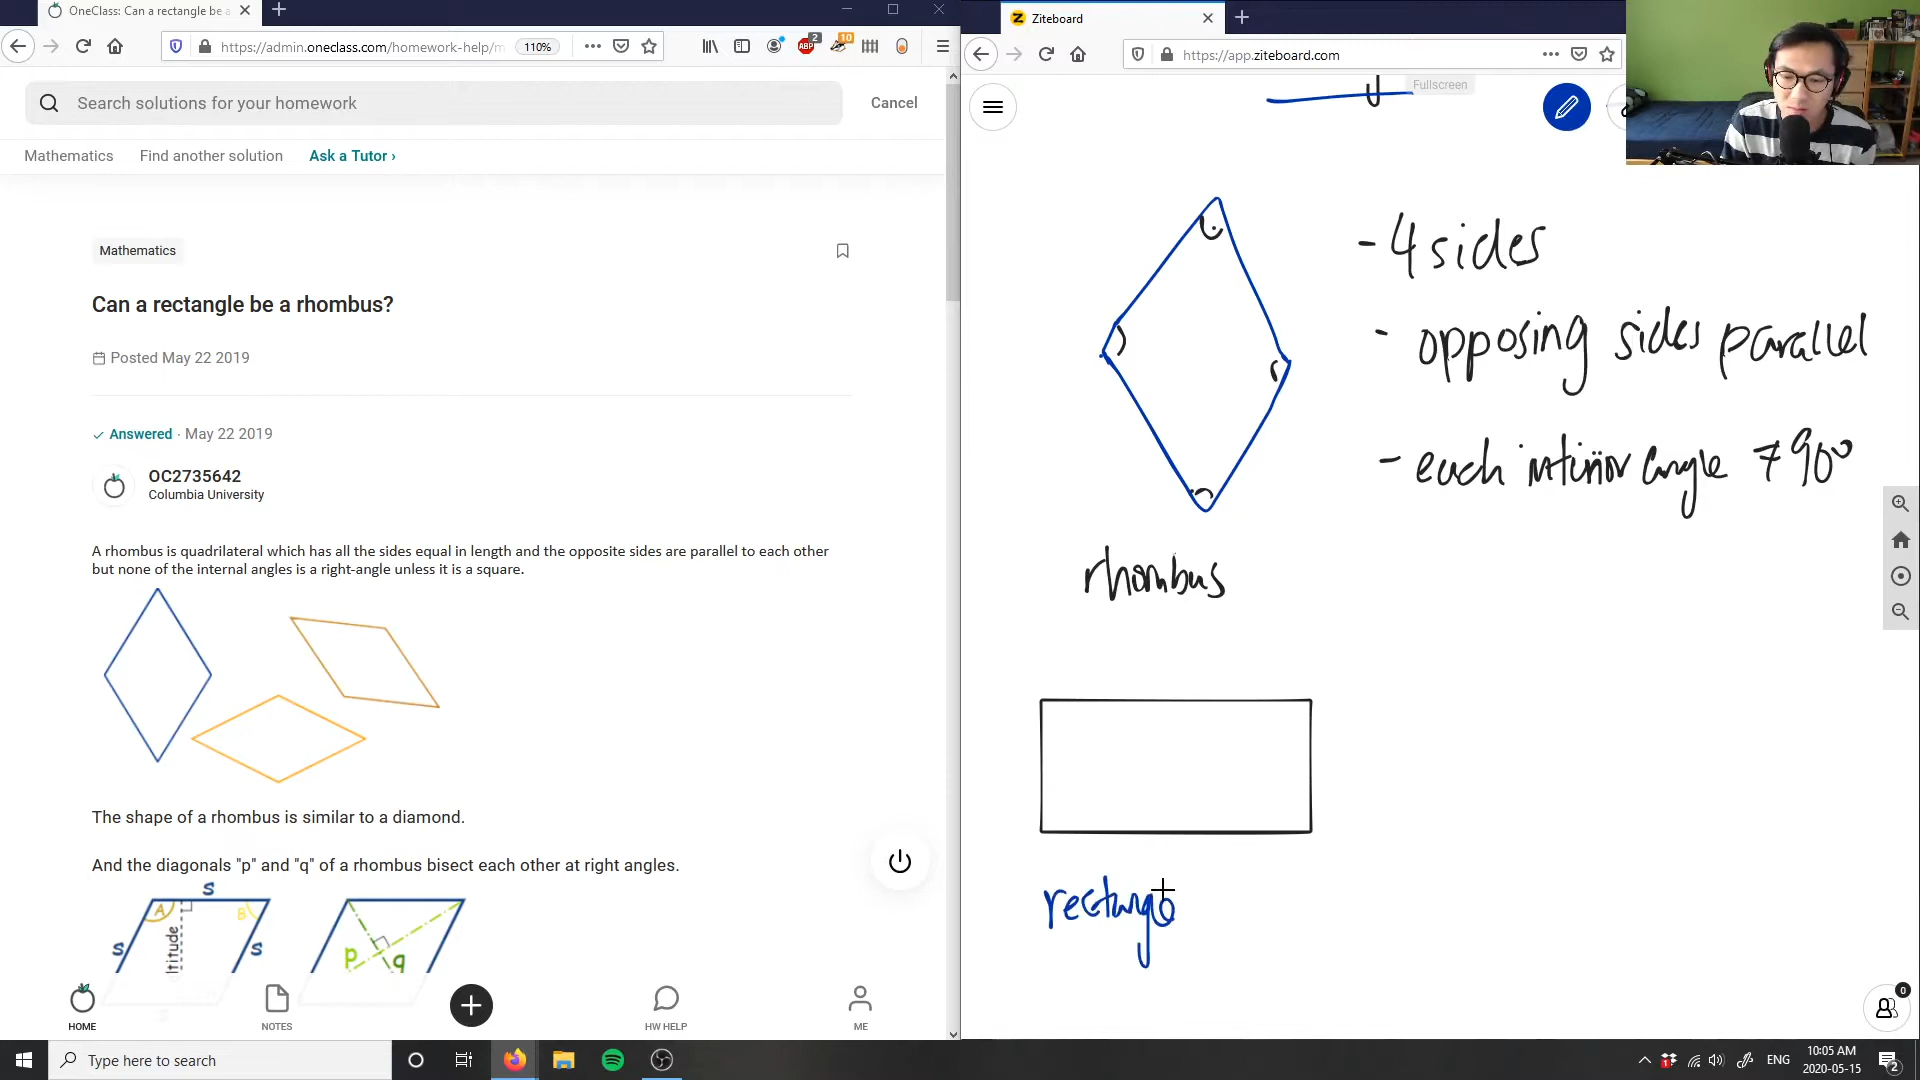 OneClass: Can a rectangle be a
https://admin.oneclass.com/homework-help/m
110%
ABP
2
10
Search solutions for your homework
Cancel
Mathematics
Find another solution
Ask a Tutor ›
Mathematics
Can a rectangle be a rhombus?
Posted May 22 2019
Answered · May 22 2019
OC2735642
Columbia University
A rhombus is quadrilateral which has all the sides equal in length and the opposite sides are parallel to each other
but none of the internal angles is a right-angle unless it is a square.
The shape of a rhombus is similar to a diamond.
And the diagonals "p" and "q" of a rhombus bisect each other at right angles.
s
A
B
s
s
ltitude
p
q
HOME
NOTES
HW HELP
ME
Ziteboard
https://app.ziteboard.com
Fullscreen
- 4 sides
- opposing sides parallel
- each interior angle ≠ 90°
rhombus
rectangle
0
Type here to search
ENG
10:05 AM
2020-05-15
2